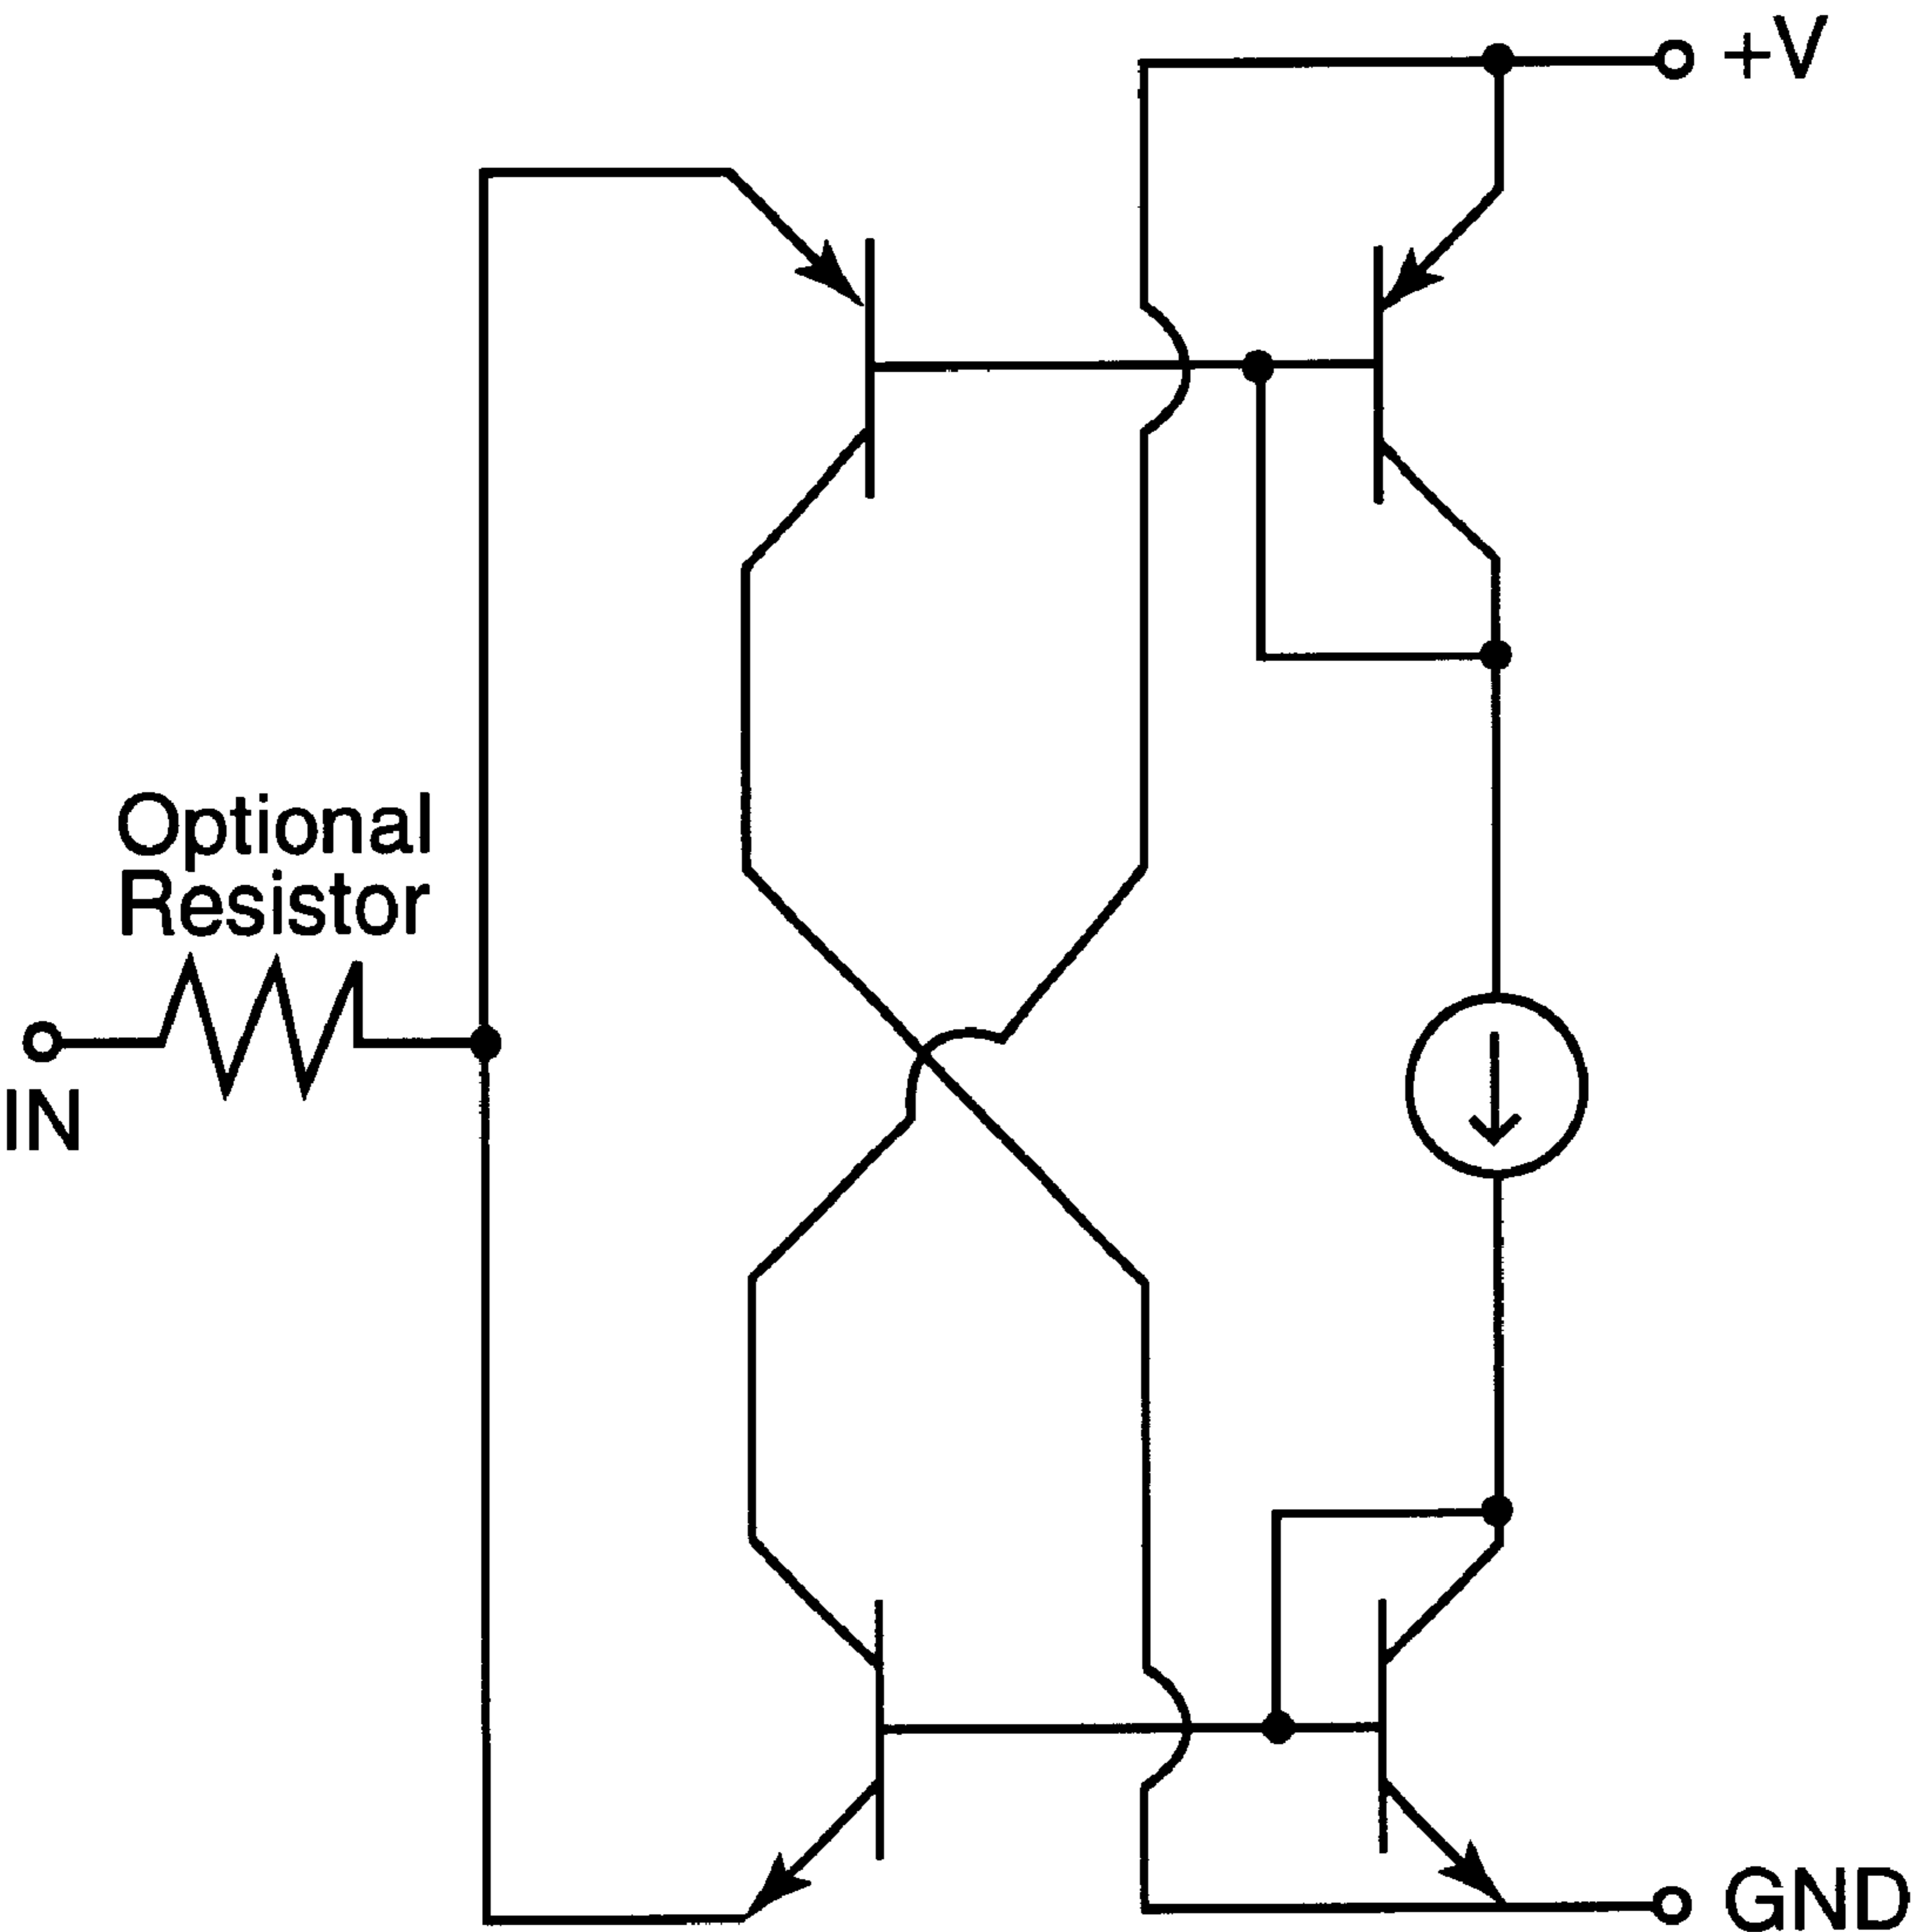 +V
Optional
Resistor
IN
GND